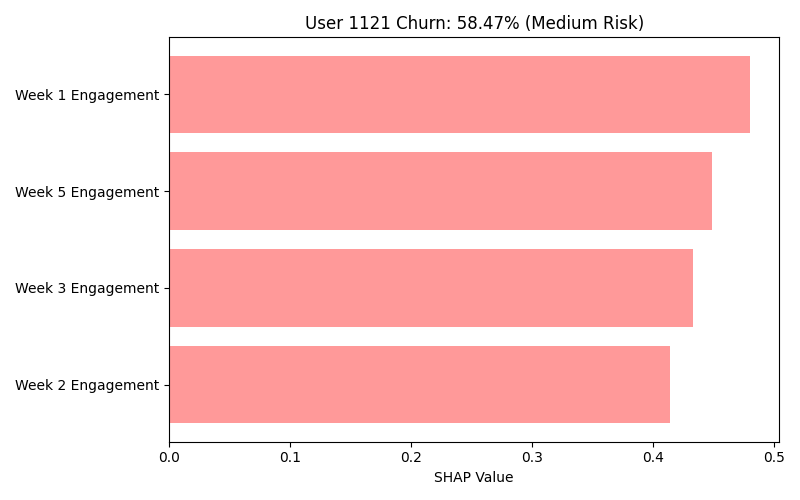 User 1121 Churn: 58.47% (Medium Risk)
Week 1 Engagement
Week 5 Engagement
Week 3 Engagement
Week 2 Engagement
0.0 0.1 0.2 0.3 0.4 0.5
SHAP Value